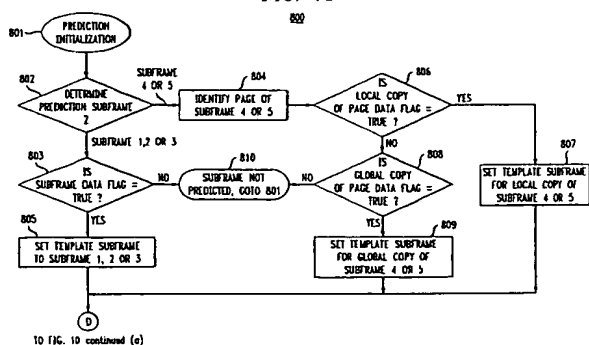 800
801
PREDICTION
INITIALIZATION
802
DETERMINE
PREDICTION SUBFRAME
?
SUBFRAME
4 OR 5
804
IDENTIFY PAGE OF
SUBFRAME 4 OR 5
806
IS
LOCAL COPY
OF PAGE DATA FLAG =
TRUE ?
YES
NO
SUBFRAME 1,2 OR 3
803
IS
SUBFRAME DATA FLAG =
TRUE ?
NO
YES
810
SUBFRAME NOT
PREDICTED, GOTO 801
NO
808
IS
GLOBAL COPY
OF PAGE DATA FLAG =
TRUE ?
YES
807
SET TEMPLATE SUBFRAME
FOR LOCAL COPY OF
SUBFRAME 4 OR 5
805
SET TEMPLATE SUBFRAME
TO SUBFRAME 1, 2 OR 3
809
SET TEMPLATE SUBFRAME
FOR GLOBAL COPY OF
SUBFRAME 4 OR 5
D
TO FIG. 10 continued (a)